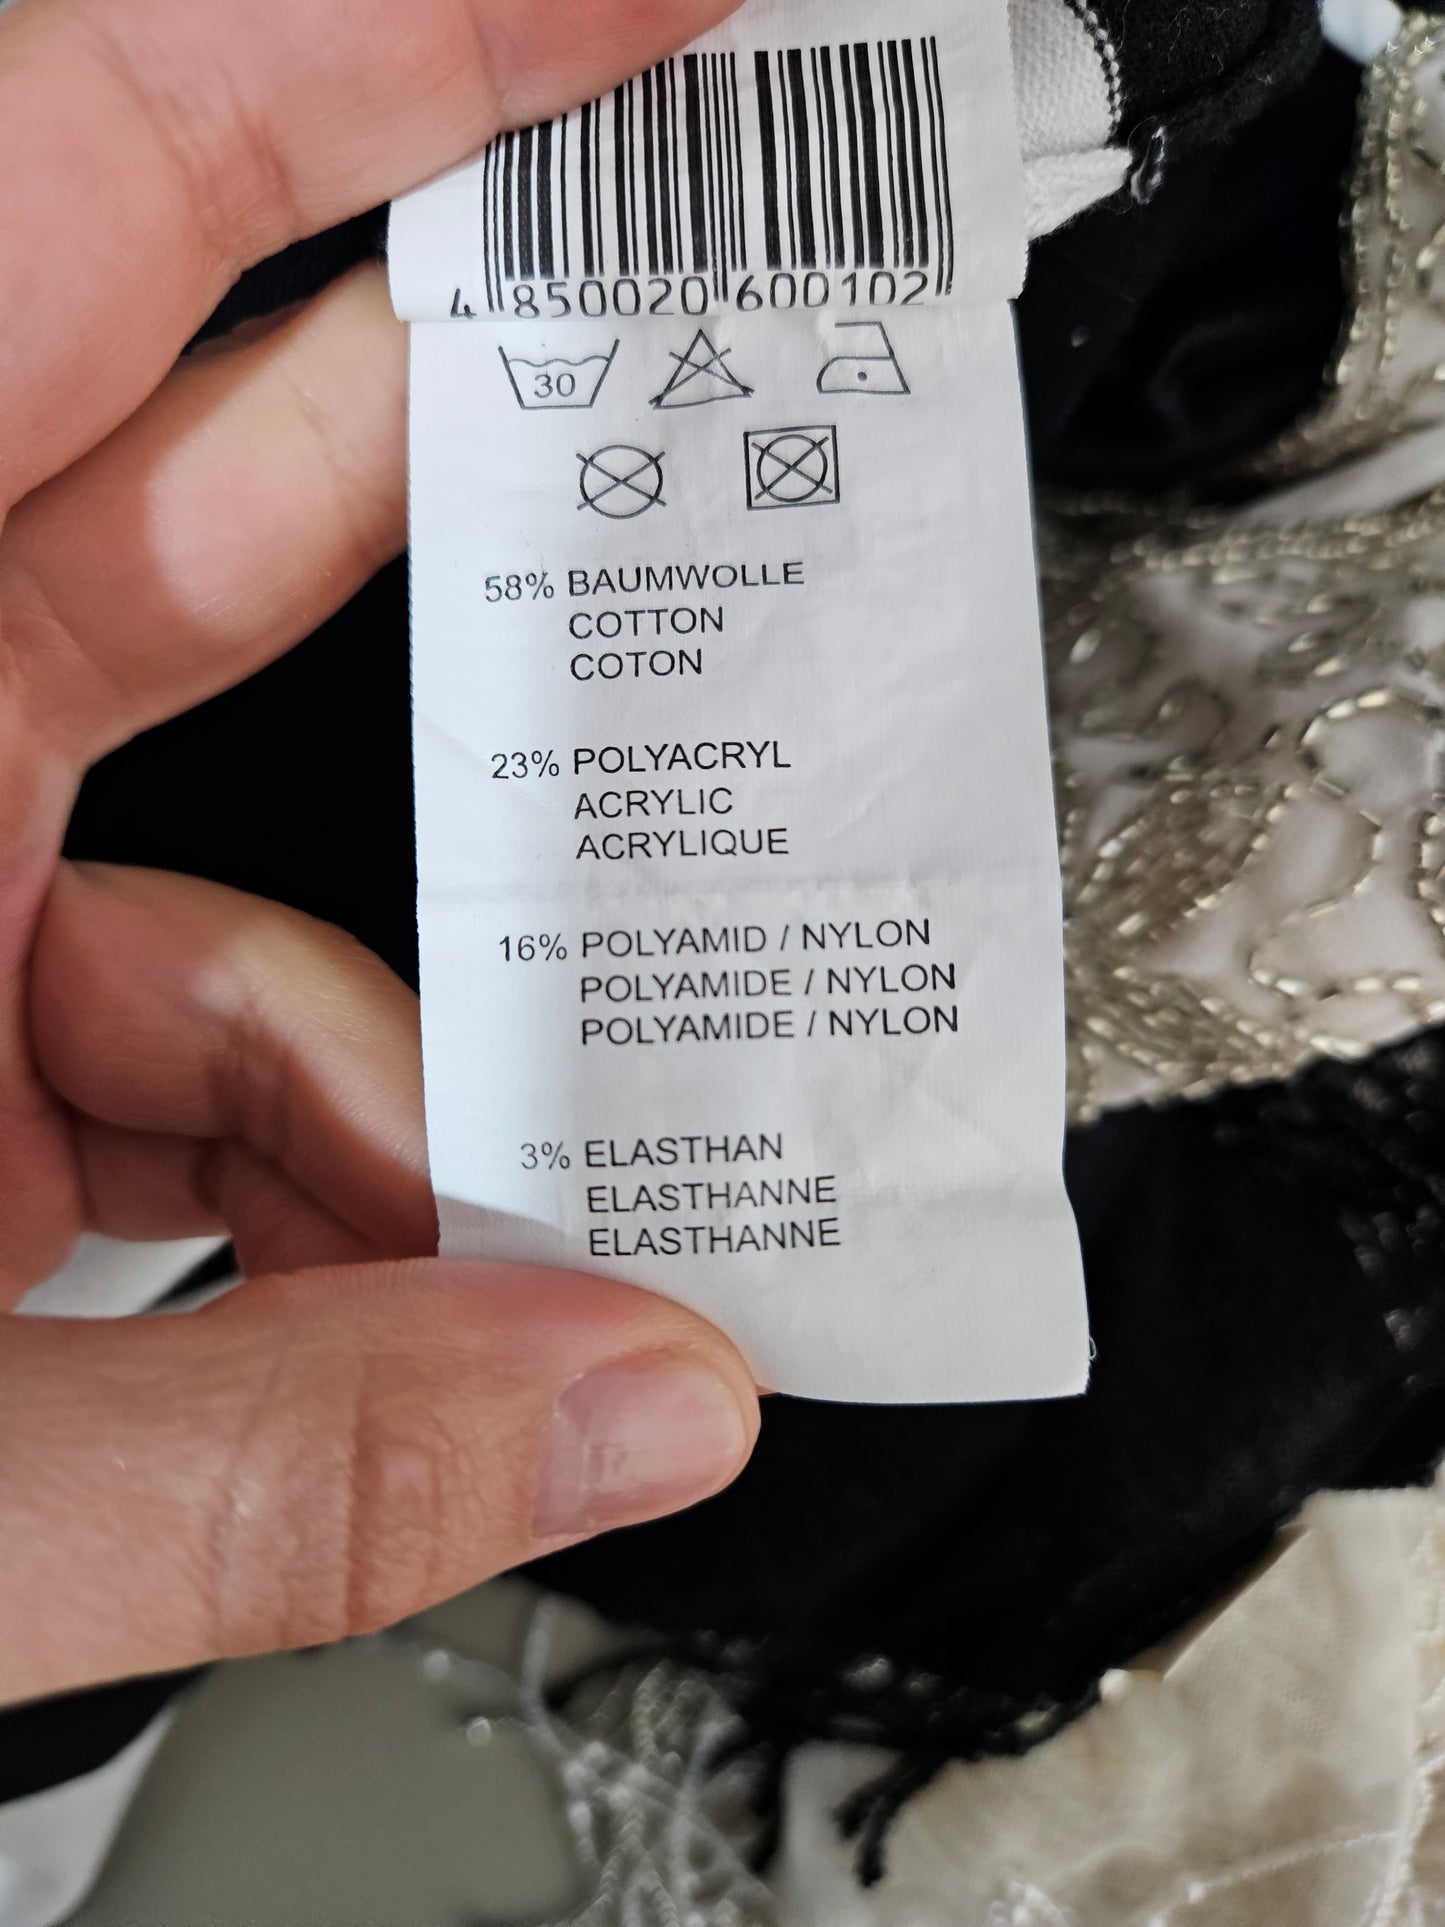 4 850020 600102
30
58% BAUMWOLLE
COTTON
COTON
23% POLYACRYL
ACRYLIC
ACRYLIQUE
16% POLYAMID / NYLON
POLYAMIDE / NYLON
POLYAMIDE / NYLON
3% ELASTHAN
ELASTHANNE
ELASTHANNE